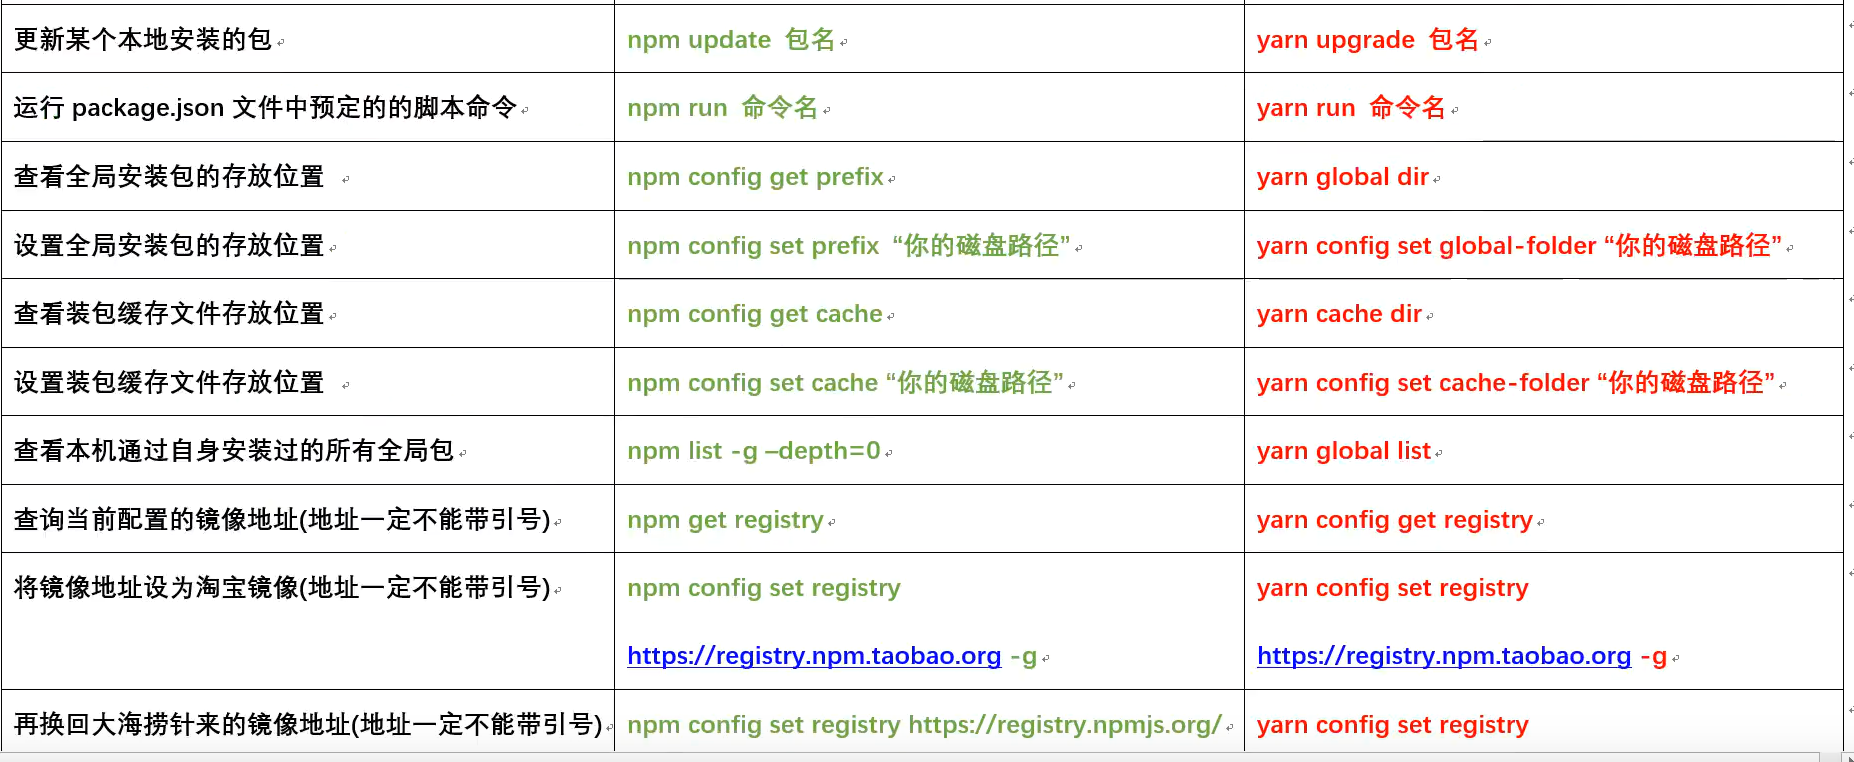 更新某个本地安装的包 npm update 包名 yarn upgrade 包名
运行 package.json 文件中预定的的脚本命令 npm run 命令名 yarn run 命令名
查看全局安装包的存放位置 npm config get prefix yarn global dir
设置全局安装包的存放位置 npm config set prefix “你的磁盘路径” yarn config set global-folder “你的磁盘路径”
查看装包缓存文件存放位置 npm config get cache yarn cache dir
设置装包缓存文件存放位置 npm config set cache “你的磁盘路径” yarn config set cache-folder “你的磁盘路径”
查看本机通过自身安装过的所有全局包 npm list -g –depth=0 yarn global list
查询当前配置的镜像地址(地址一定不能带引号) npm get registry yarn config get registry
将镜像地址设为淘宝镜像(地址一定不能带引号) npm config set registry yarn config set registry
https://registry.npm.taobao.org -g https://registry.npm.taobao.org -g
再换回大海捞针来的镜像地址(地址一定不能带引号) npm config set registry https://registry.npmjs.org/ yarn config set registry